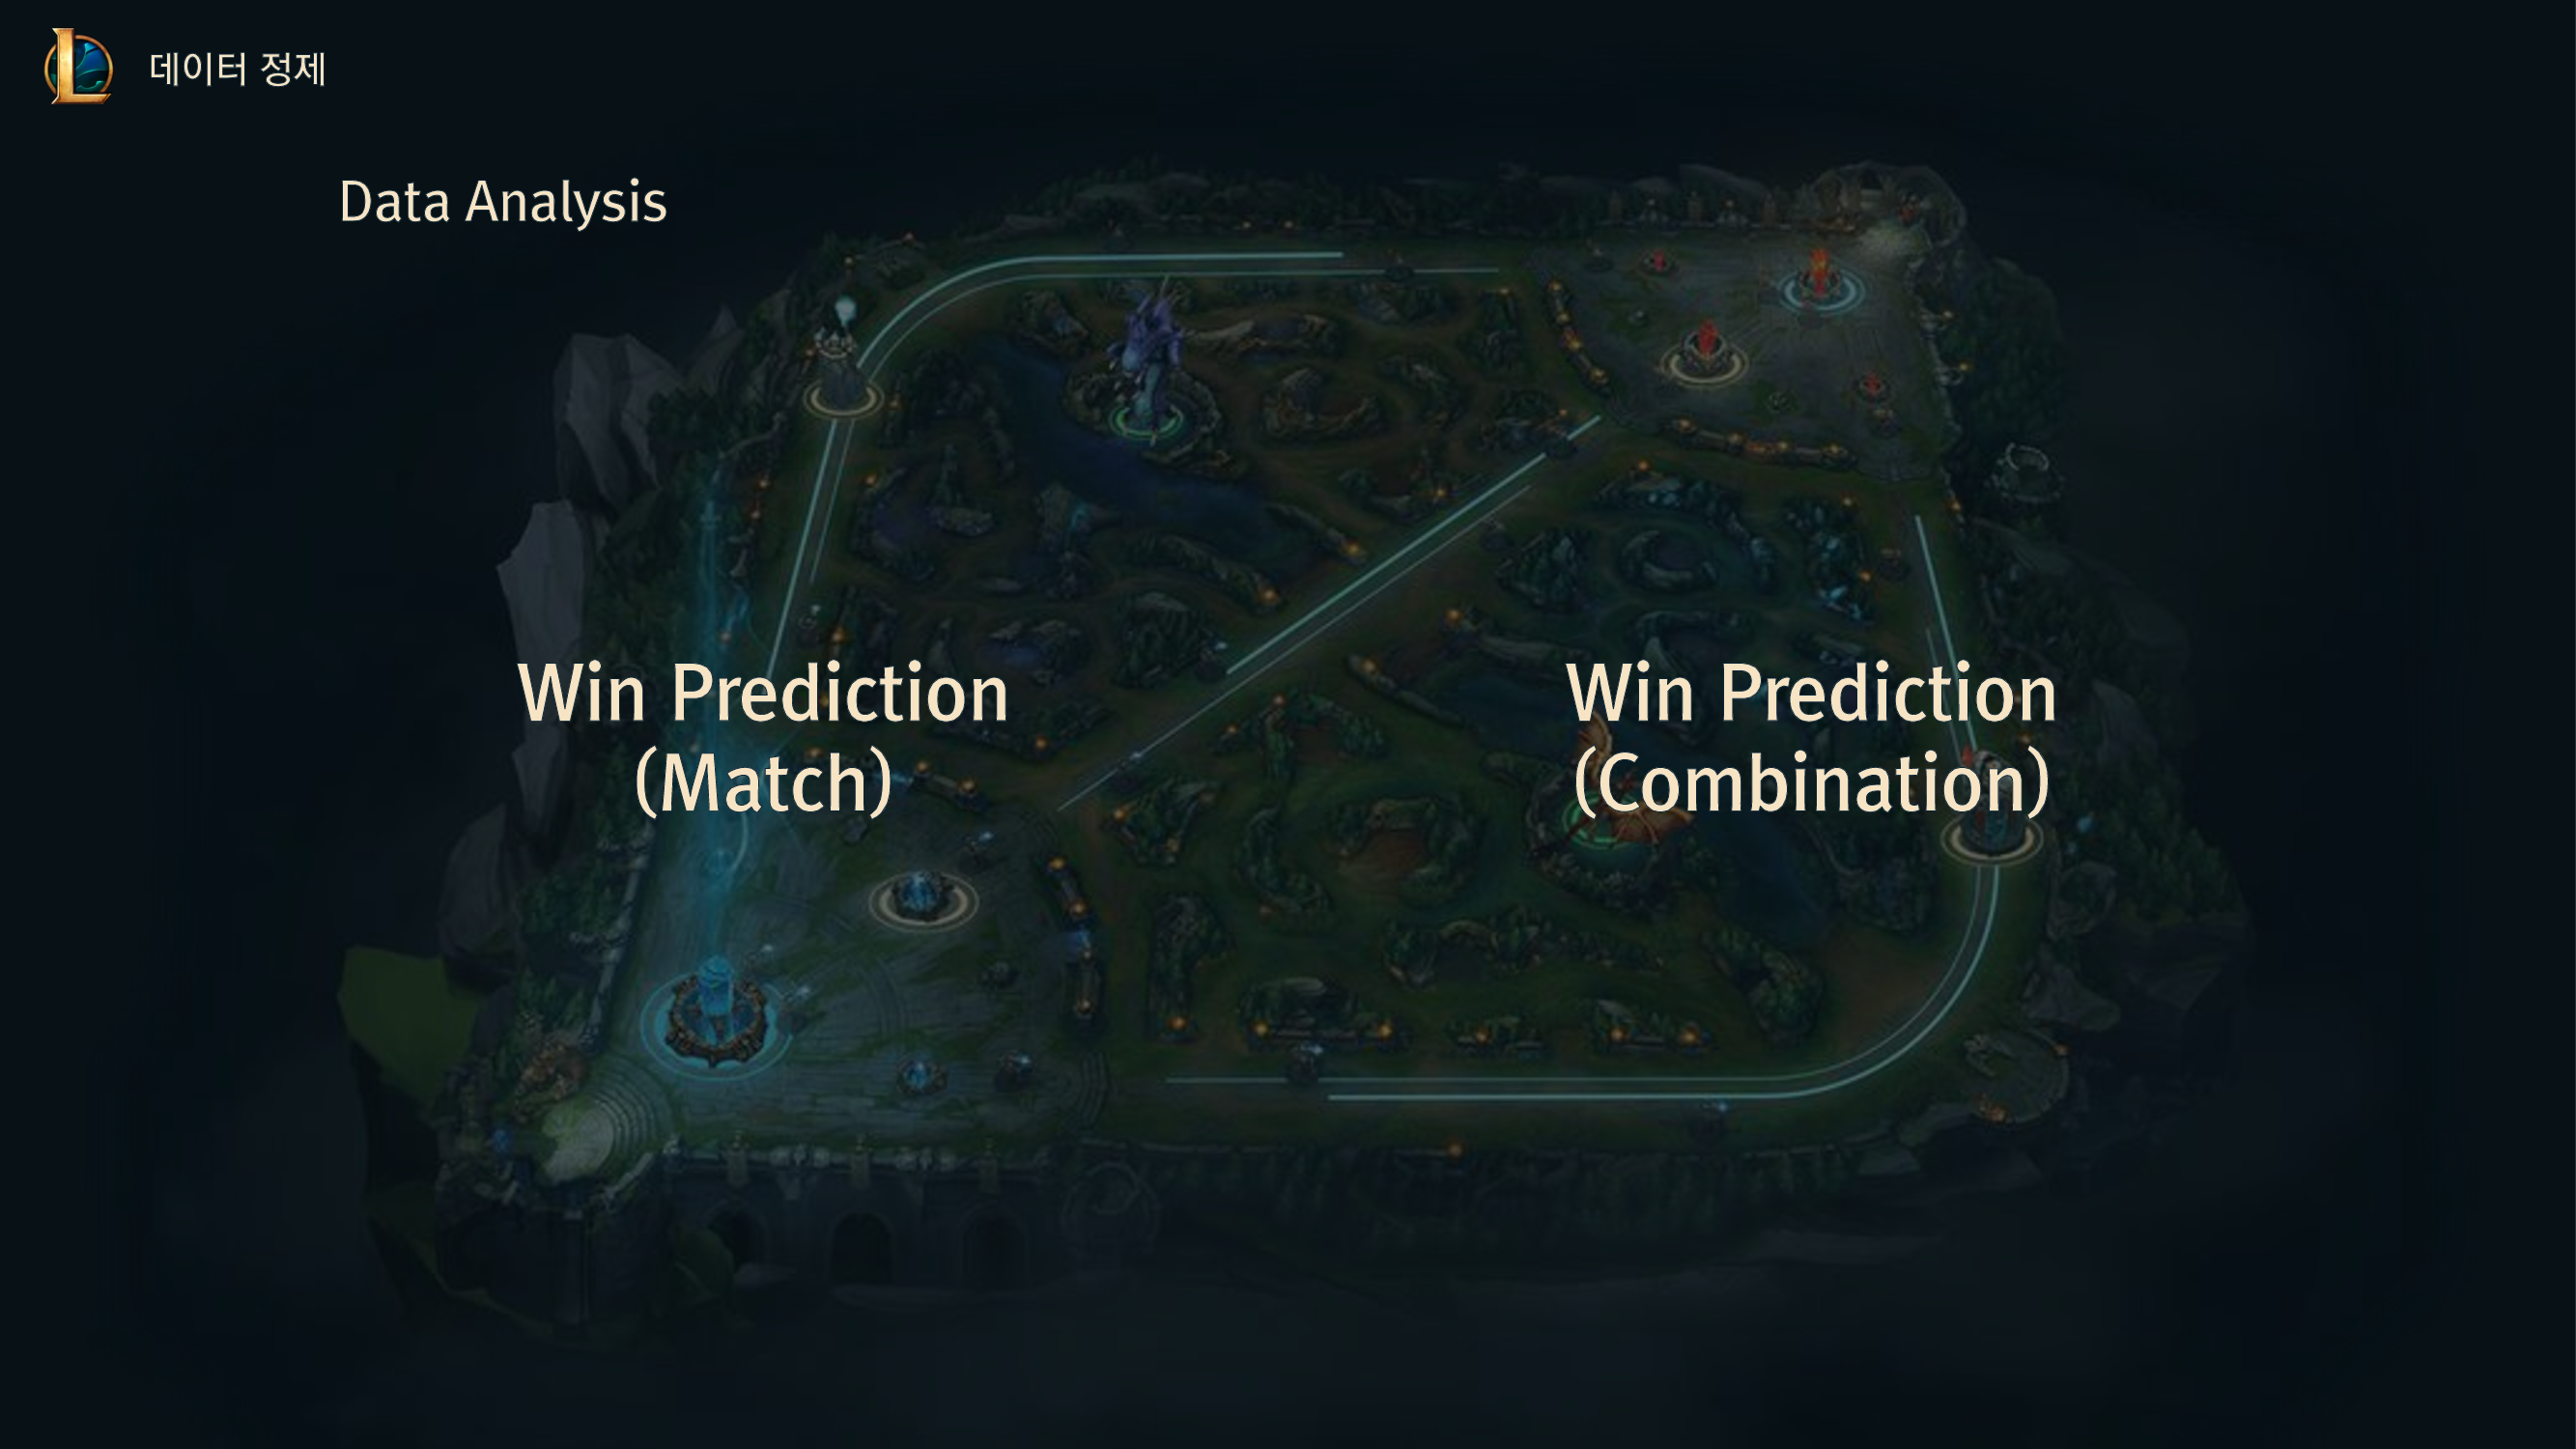 데이터 정제
Data Analysis
Win Prediction
(Match)
Win Prediction
(Combination)